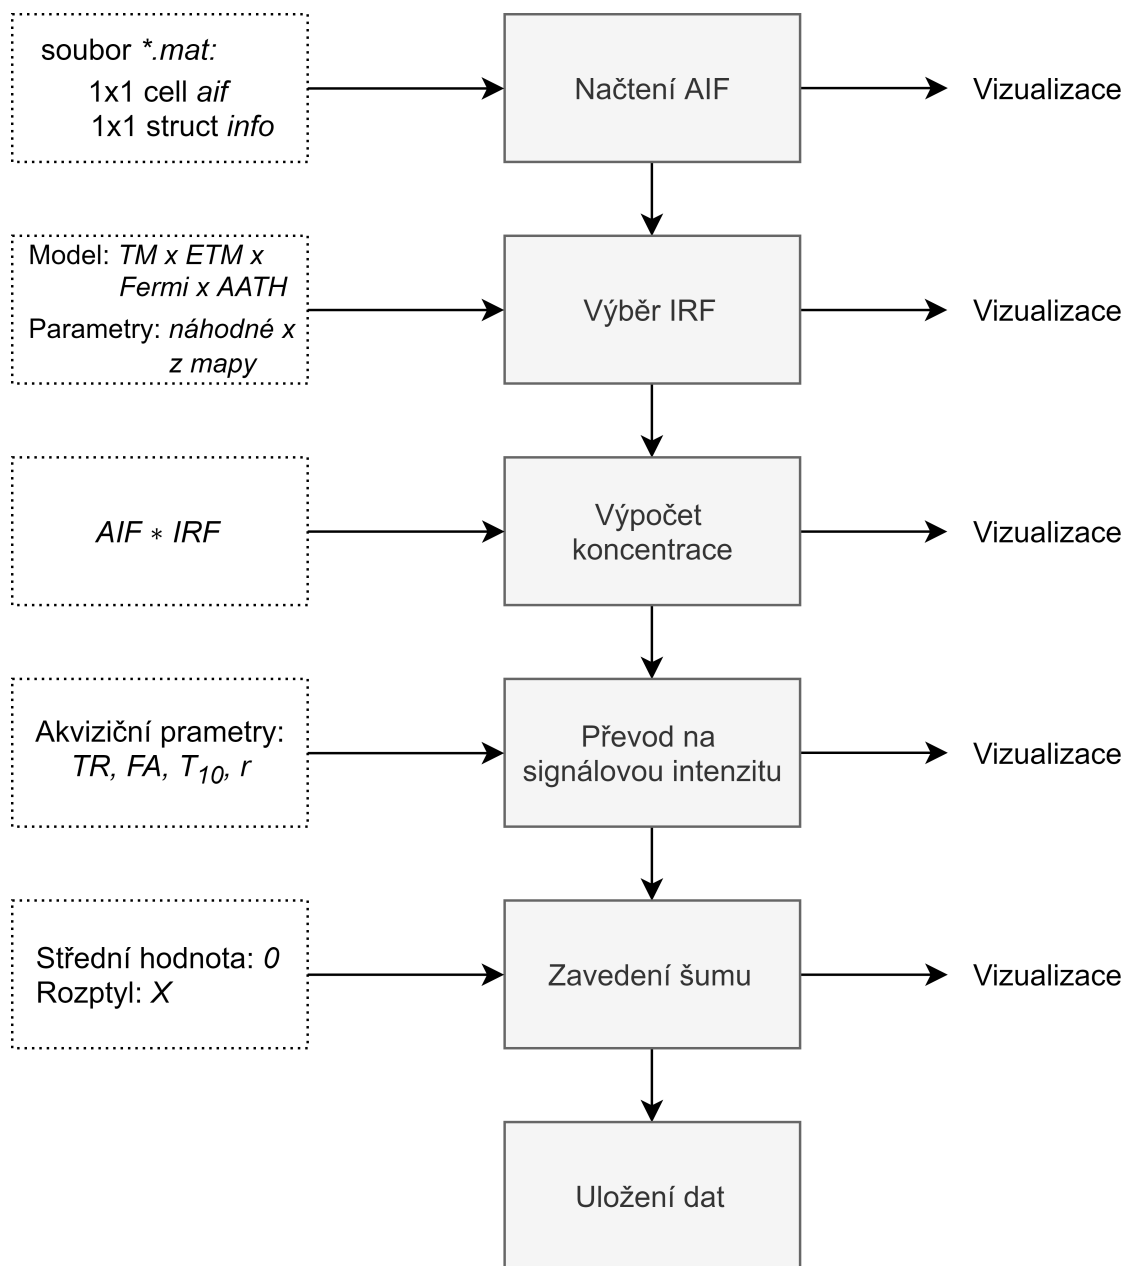 soubor *.mat:
1x1 cell aif
1x1 struct info
Načtení AIF
Vizualizace
Model: TM x ETM x
Fermi x AATH
Parametry: náhodné x
z mapy
Výběr IRF
Vizualizace
AIF * IRF
Výpočet
koncentrace
Vizualizace
Akviziční prametry:
TR, FA, T10, r
Převod na
signálovou intenzitu
Vizualizace
Střední hodnota: 0
Rozptyl: X
Zavedení šumu
Vizualizace
Uložení dat